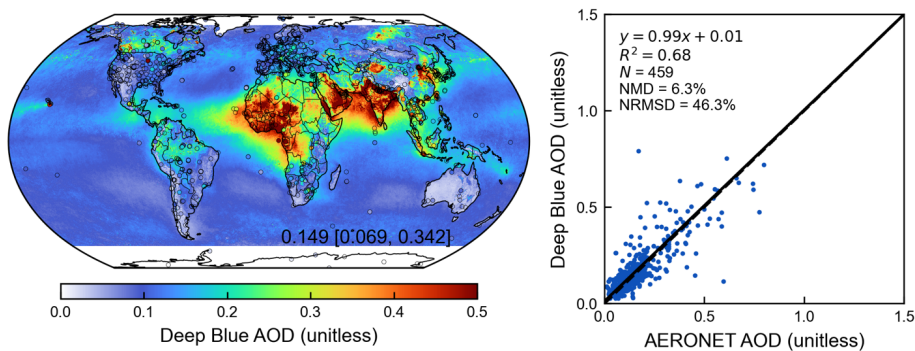 0.149 [0.069, 0.342]
0.0 0.1 0.2 0.3 0.4 0.5
Deep Blue AOD (unitless)
y = 0.99x + 0.01
R² = 0.68
N = 459
NMD = 6.3%
NRMSD = 46.3%
Deep Blue AOD (unitless)
1.5
1.0
0.5
0.0
0.0 0.5 1.0 1.5
AERONET AOD (unitless)